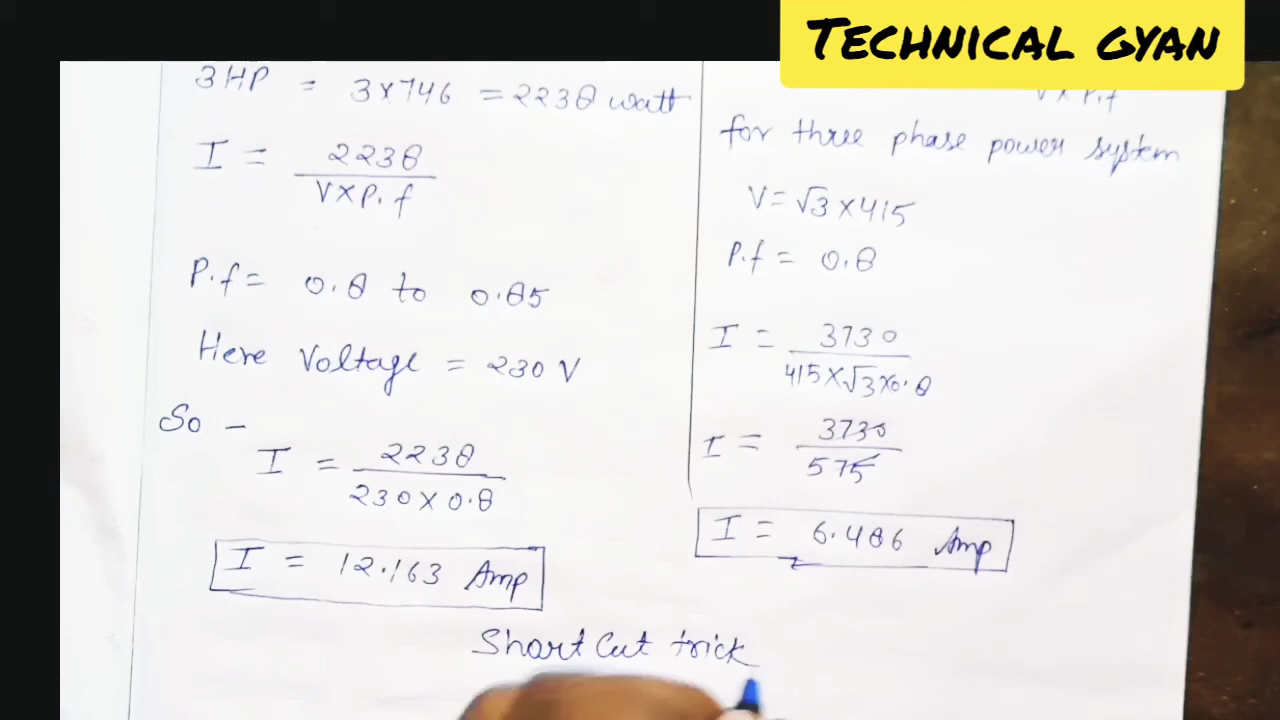 TECHNICAL GYAN
3HP = 3×746 = 2238 watt
I = 2238
V×P.f
P.f = 0.8 to 0.85
Here Voltage = 230 V
So -
I = 2238
230×0.8
I = 12.163 Amp
V×P.f
for three phase power system
V = √3×415
P.f = 0.8
I = 3730
415×√3×0.8
I = 3730
575
I = 6.486 Amp
Short Cut trick